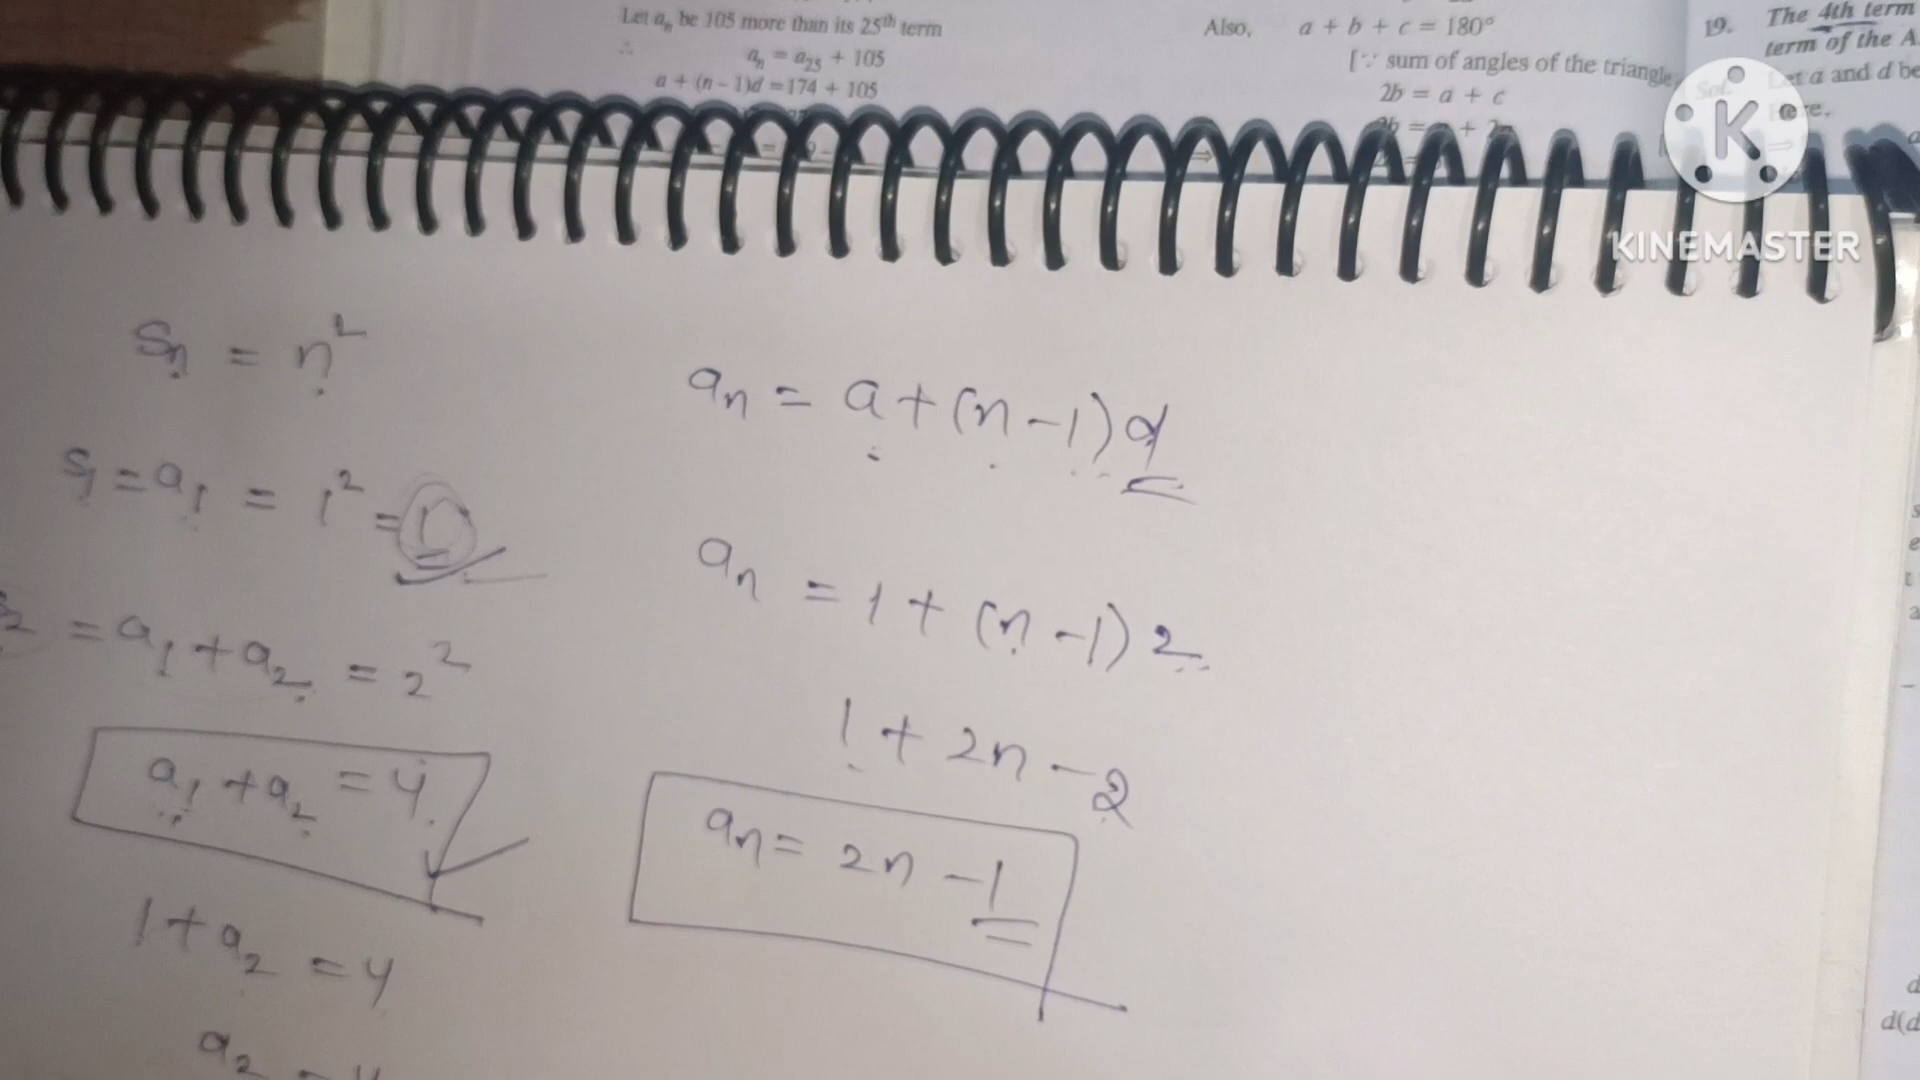 Let aₙ be 105 more than its 25th term
∴ aₙ = a₂₅ + 105
a + (n – 1)d = 174 + 105
Also, a + b + c = 180°
[∵ sum of angles of the triangle
2b = a + c
19. The 4th term
term of the A
Let a and d be
K
KINEMASTER
Sₙ = n²
S₁ = a₁ = 1² = 1
S₂ = a₁ + a₂ = 2²
a₁ + a₂ = 4
1 + a₂ = 4
a₂
aₙ = a + (n – 1) d
aₙ = 1 + (n – 1) 2
1 + 2n – 2
aₙ = 2n – 1
d
d(d